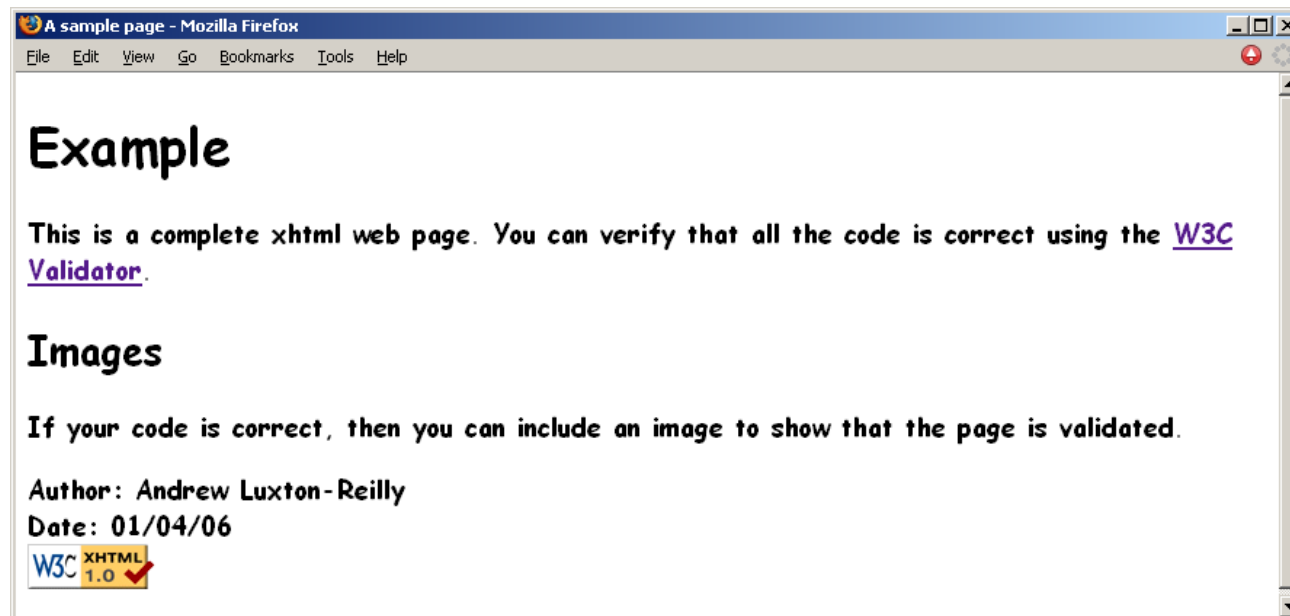 A sample page - Mozilla Firefox
File Edit View Go Bookmarks Tools Help
Example
This is a complete xhtml web page. You can verify that all the code is correct using the W3C
Validator.
Images
If your code is correct, then you can include an image to show that the page is validated.
Author: Andrew Luxton-Reilly
Date: 01/04/06
W3C XHTML
1.0